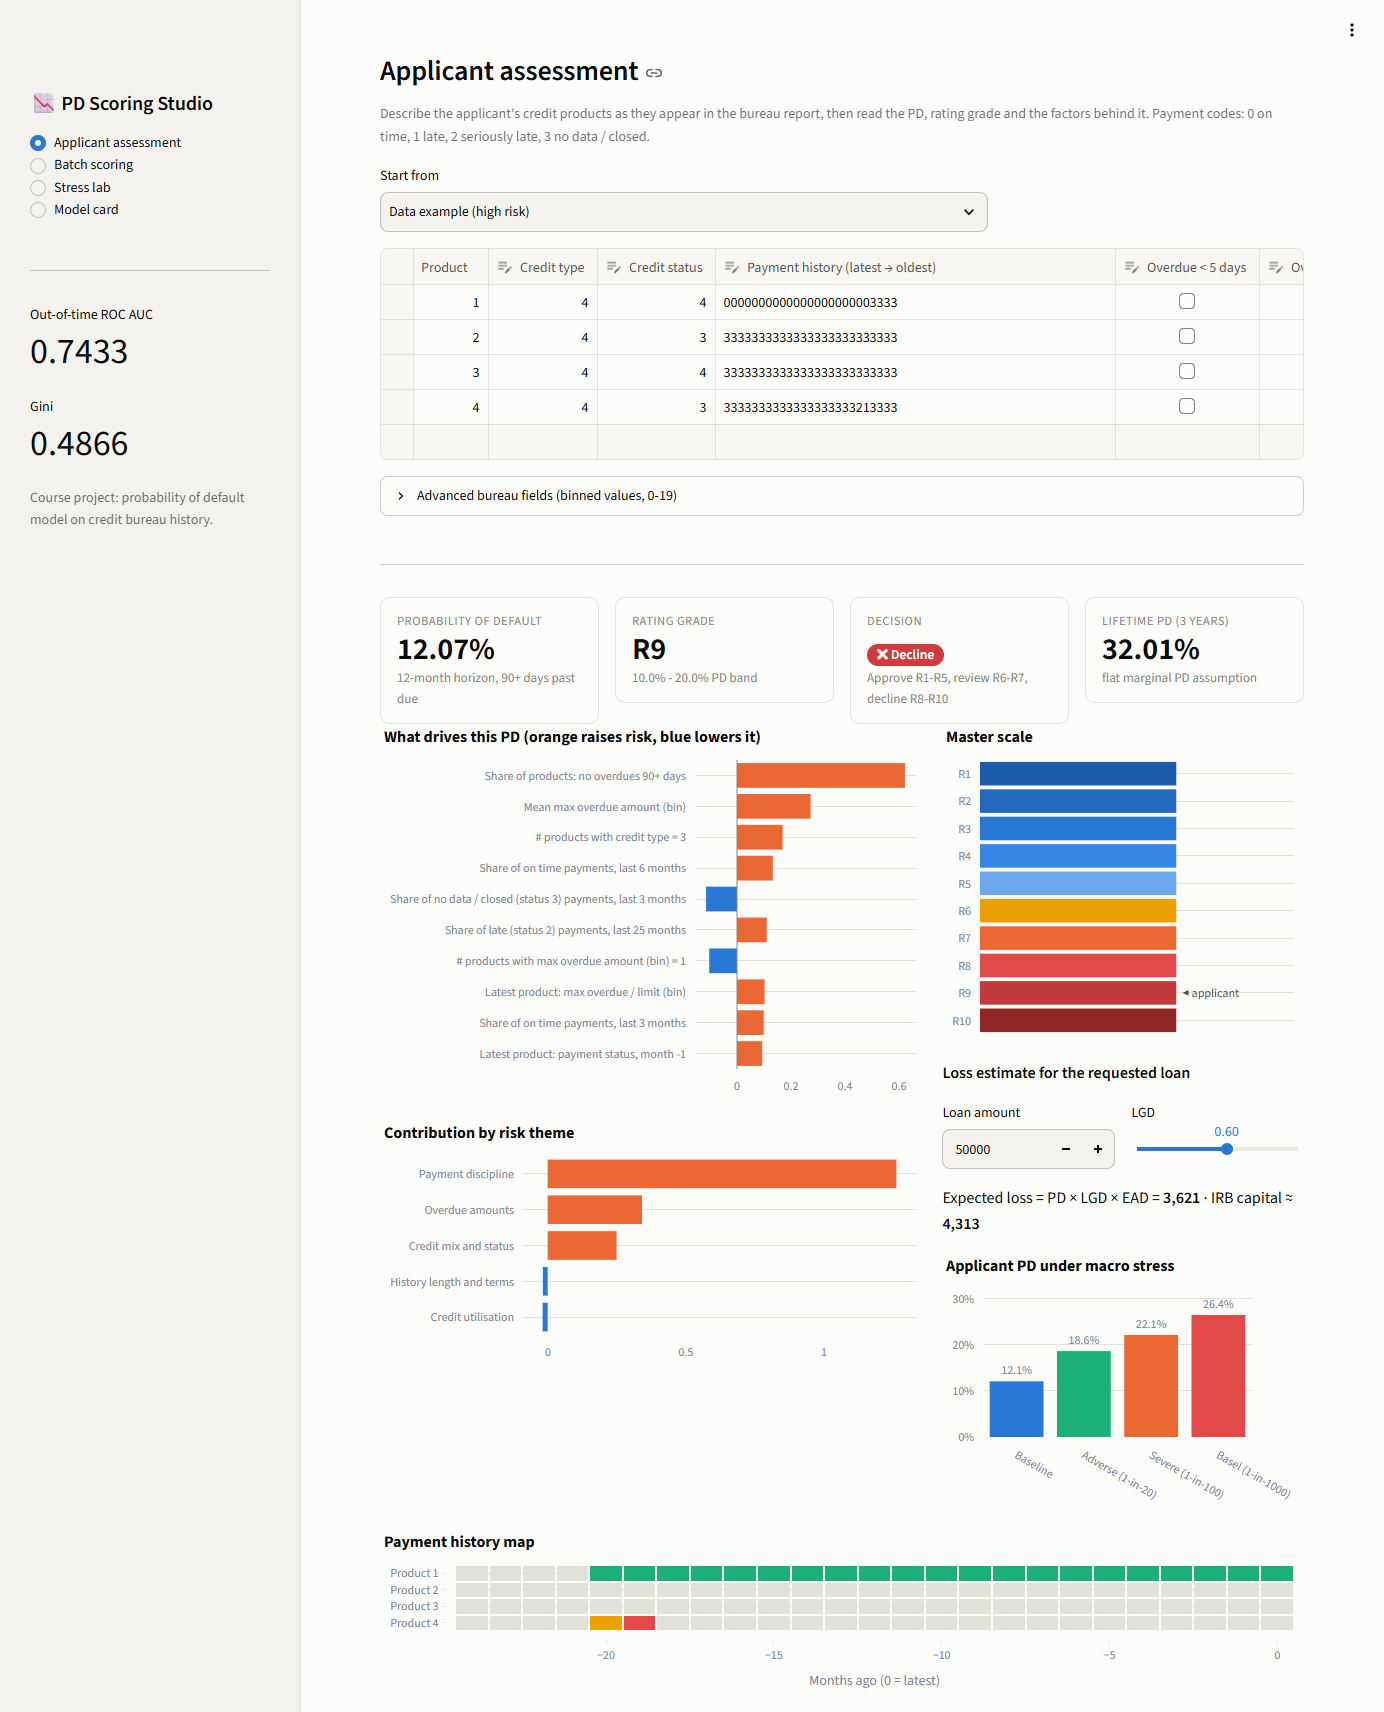 PD Scoring Studio
Applicant assessment
Batch scoring
Stress lab
Model card
Out-of-time ROC AUC
0.7433
Gini
0.4866
Course project: probability of default
model on credit bureau history.
Applicant assessment
Describe the applicant's credit products as they appear in the bureau report, then read the PD, rating grade and the factors behind it. Payment codes: 0 on
time, 1 late, 2 seriously late, 3 no data / closed.
Start from
Data example (high risk)
Product Credit type Credit status Payment history (latest → oldest) Overdue < 5 days Ov
1 4 4 0000000000000000000003333
2 4 3 3333333333333333333333333
3 4 4 3333333333333333333333333
4 4 3 3333333333333333333213333
Advanced bureau fields (binned values, 0-19)
PROBABILITY OF DEFAULT
12.07%
12-month horizon, 90+ days past
due
RATING GRADE
R9
10.0% - 20.0% PD band
DECISION
Decline
Approve R1-R5, review R6-R7,
decline R8-R10
LIFETIME PD (3 YEARS)
32.01%
flat marginal PD assumption
What drives this PD (orange raises risk, blue lowers it)
Share of products: no overdues 90+ days
Mean max overdue amount (bin)
# products with credit type = 3
Share of on time payments, last 6 months
Share of no data / closed (status 3) payments, last 3 months
Share of late (status 2) payments, last 25 months
# products with max overdue amount (bin) = 1
Latest product: max overdue / limit (bin)
Share of on time payments, last 3 months
Latest product: payment status, month -1
0 0.2 0.4 0.6
Master scale
R1
R2
R3
R4
R5
R6
R7
R8
R9 ◄ applicant
R10
Contribution by risk theme
Payment discipline
Overdue amounts
Credit mix and status
History length and terms
Credit utilisation
0 0.5 1
Loss estimate for the requested loan
Loan amount LGD
50000 0.60
Expected loss = PD × LGD × EAD = 3,621 · IRB capital ≈
4,313
Applicant PD under macro stress
30%
20%
10%
0%
12.1% 18.6% 22.1% 26.4%
Baseline
Adverse (1-in-20)
Severe (1-in-100)
Basel (1-in-1000)
Payment history map
Product 1
Product 2
Product 3
Product 4
−20 −15 −10 −5 0
Months ago (0 = latest)